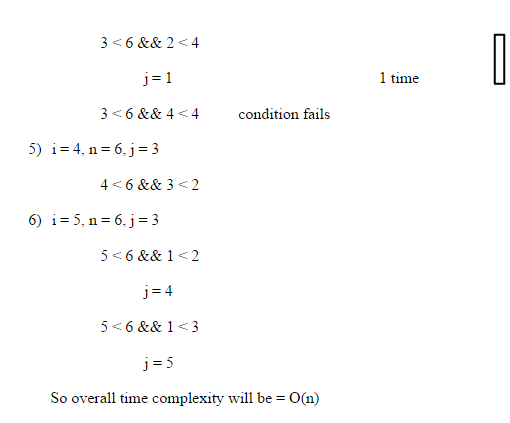 3 < 6 && 2 < 4
j = 1 1 time
3 < 6 && 4 < 4 condition fails
5) i = 4, n = 6, j = 3
4 < 6 && 3 < 2
6) i = 5, n = 6, j = 3
5 < 6 && 1 < 2
j = 4
5 < 6 && 1 < 3
j = 5
So overall time complexity will be = O(n)